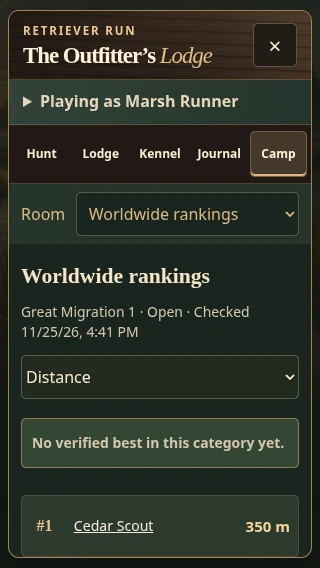 RETRIEVER RUN
The Outfitter’s Lodge
✕
▶ Playing as Marsh Runner
Hunt Lodge Kennel Journal Camp
Room Worldwide rankings
Worldwide rankings
Great Migration 1 · Open · Checked
11/25/26, 4:41 PM
Distance
No verified best in this category yet.
#1 Cedar Scout 350 m